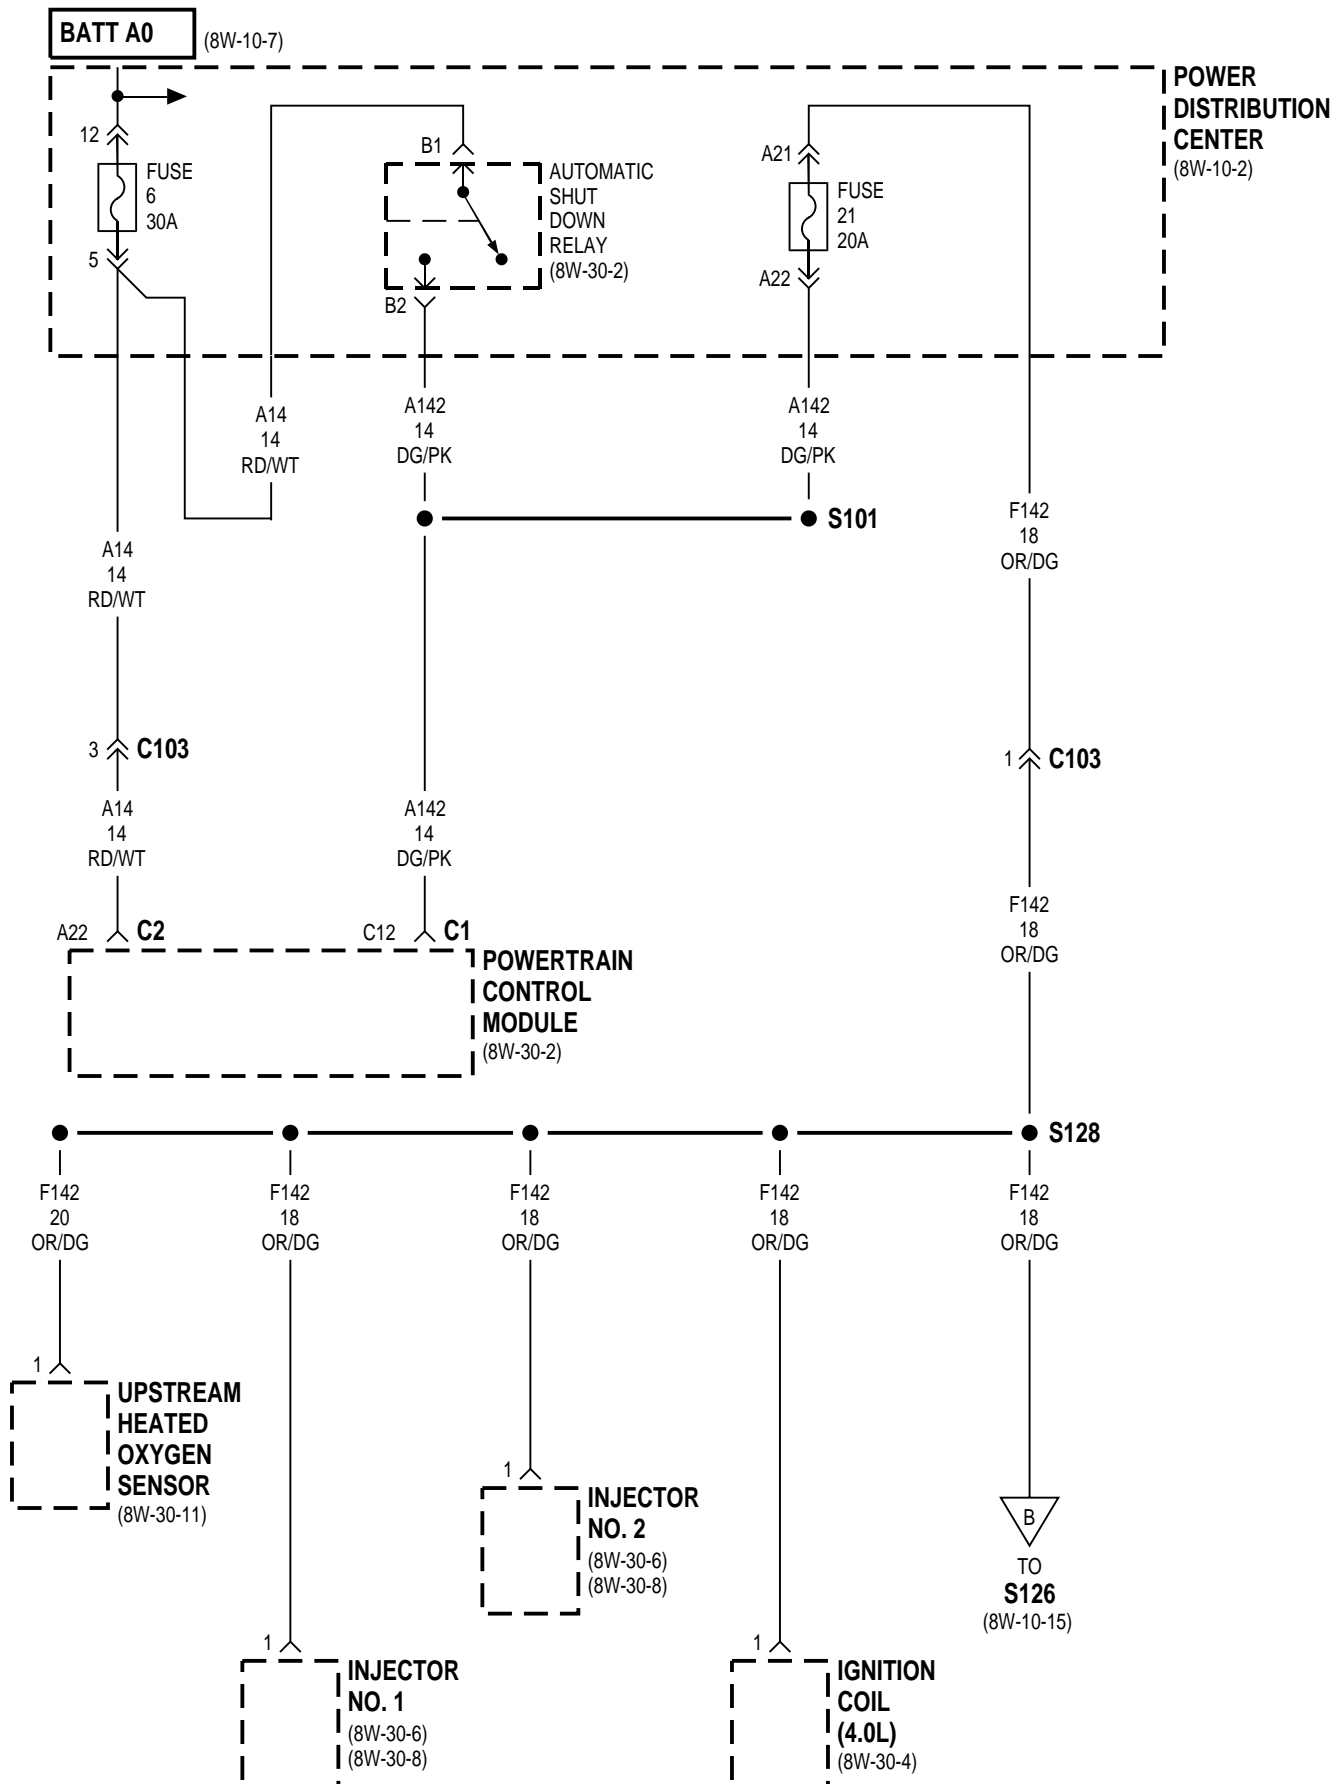 BATT A0
(8W-10-7)
POWER
DISTRIBUTION
CENTER
(8W-10-2)
12
FUSE
6
30A
5
B1
AUTOMATIC
SHUT
DOWN
RELAY
(8W-30-2)
B2
A21
FUSE
21
20A
A22
A14
14
RD/WT
A142
14
DG/PK
A142
14
DG/PK
S101
F142
18
OR/DG
A14
14
RD/WT
3
C103
1
C103
A14
14
RD/WT
A142
14
DG/PK
F142
18
OR/DG
A22
C2
C12
C1
POWERTRAIN
CONTROL
MODULE
(8W-30-2)
S128
F142
20
OR/DG
F142
18
OR/DG
F142
18
OR/DG
F142
18
OR/DG
F142
18
OR/DG
1
UPSTREAM
HEATED
OXYGEN
SENSOR
(8W-30-11)
1
INJECTOR
NO. 2
(8W-30-6)
(8W-30-8)
B
TO
S126
(8W-10-15)
1
INJECTOR
NO. 1
(8W-30-6)
(8W-30-8)
1
IGNITION
COIL
(4.0L)
(8W-30-4)